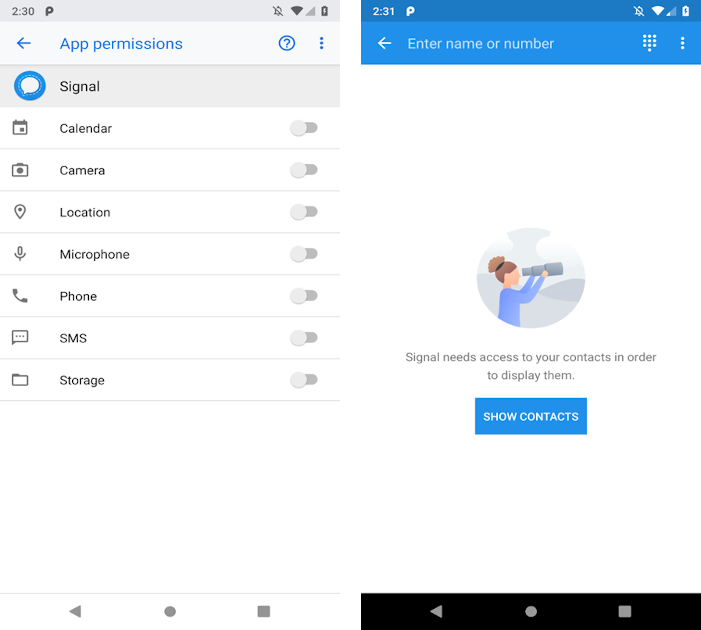 2:30
App permissions
Signal
Calendar
Camera
Location
Microphone
Phone
SMS
Storage
2:31
Enter name or number
Signal needs access to your contacts in order
to display them.
SHOW CONTACTS